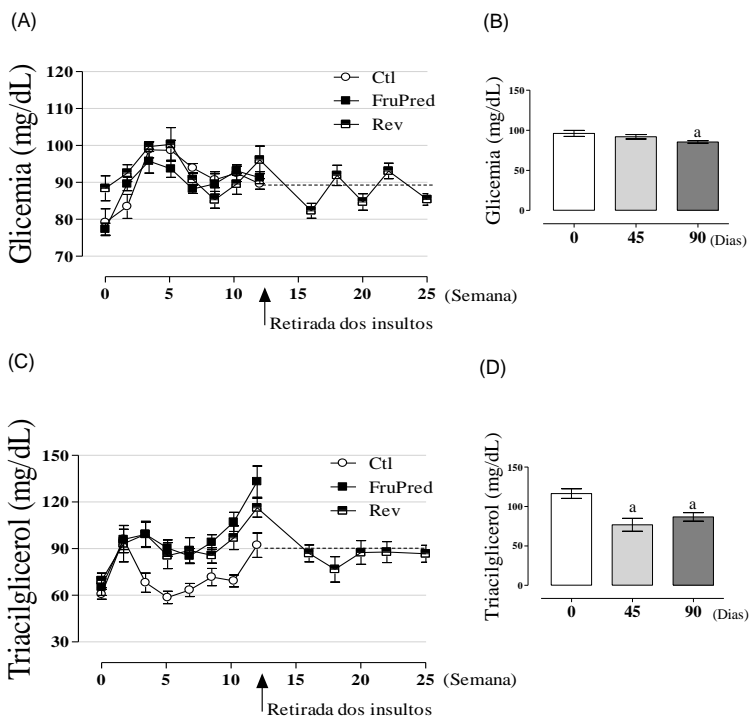 (A)
Glicemia (mg/dL)
120
110
100
90
80
70
Ctl
FruPred
Rev
0 5 10 15 20 25 (Semana)
Retirada dos insultos
(B)
Glicemia (mg/dL)
150
100
50
0
a
0 45 90 (Dias)
(C)
Triacilglicerol (mg/dL)
150
120
90
60
30
Ctl
FruPred
Rev
0 5 10 15 20 25 (Semana)
Retirada dos insultos
(D)
Triacilglicerol (mg/dL)
150
100
50
0
a a
0 45 90 (Dias)